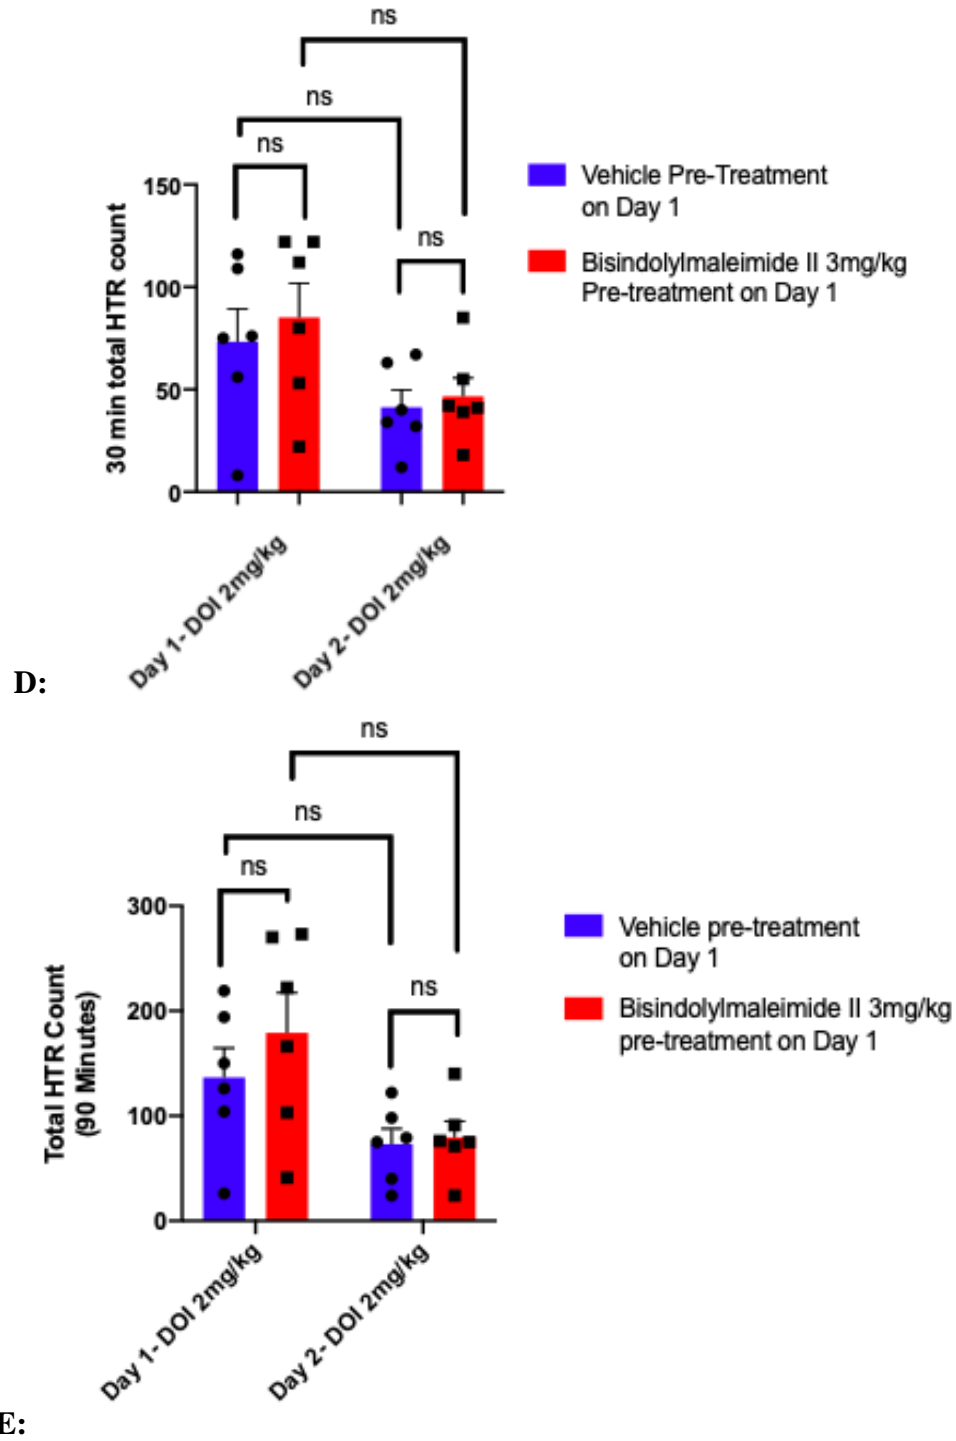 ns
ns
ns
ns
150
100
50
0
30 min total HTR count
Day 1- DOI 2mg/kg
Day 2- DOI 2mg/kg
Vehicle Pre-Treatment
on Day 1
Bisindolylmaleimide II 3mg/kg
Pre-treatment on Day 1
D:
ns
ns
ns
ns
300
200
100
0
Total HTR Count
(90 Minutes)
Day 1- DOI 2mg/kg
Day 2- DOI 2mg/kg
Vehicle pre-treatment
on Day 1
Bisindolylmaleimide II 3mg/kg
pre-treatment on Day 1
E: